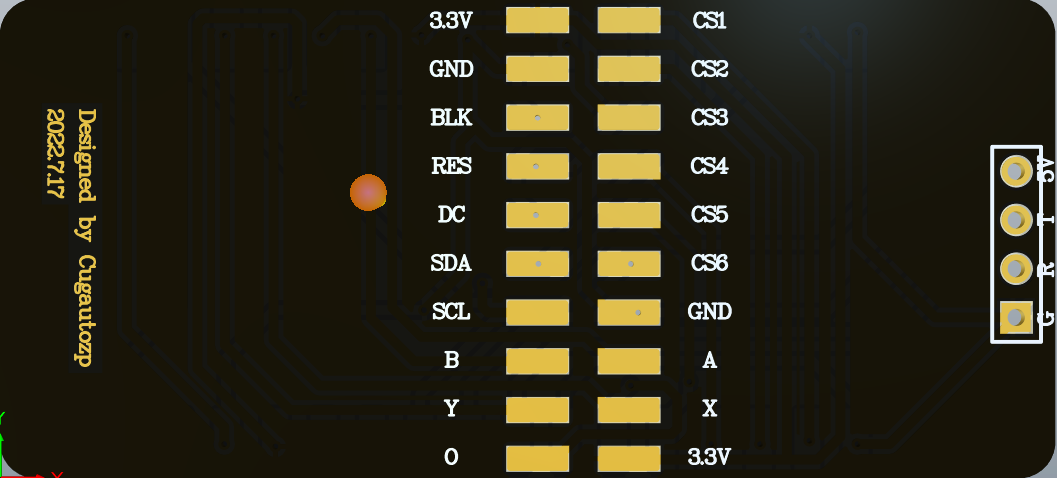 3.3V CS1
GND CS2
BLK CS3
RES CS4
DC CS5
SDA CS6
SCL GND
B A
Y X
0 3.3V
Designed by Cugautozp
2022.7.17
5V
T
R
G
Y
X